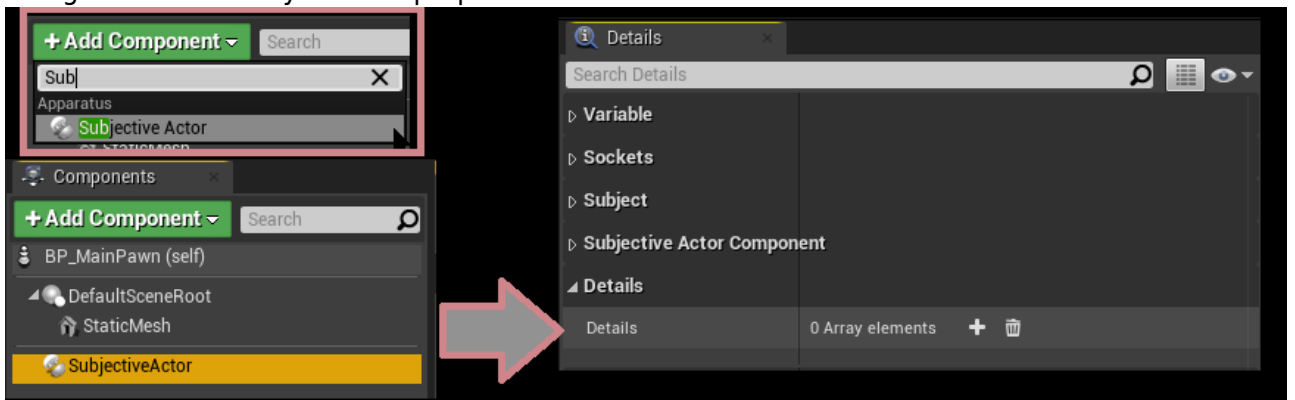 + Add Component
Search
Sub
Apparatus
Subjective Actor
StaticMesh
Components
+ Add Component
Search
BP_MainPawn (self)
DefaultSceneRoot
StaticMesh
SubjectiveActor
Details
Search Details
Variable
Sockets
Subject
Subjective Actor Component
Details
Details
0 Array elements